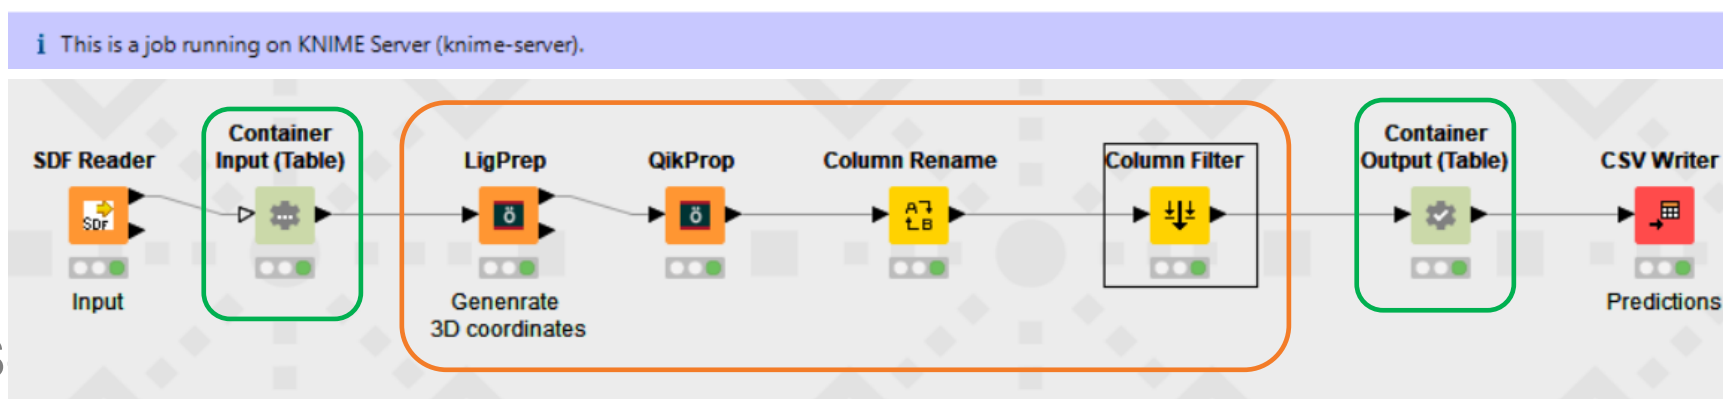 i This is a job running on KNIME Server (knime-server).
Container
Container
SDF Reader
Input (Table)
LigPrep
QikProp
Column Rename
Column Filter
Output (Table)
CSV Writer
SDF
A
B
Input
Genenrate
3D coordinates
Predictions
S